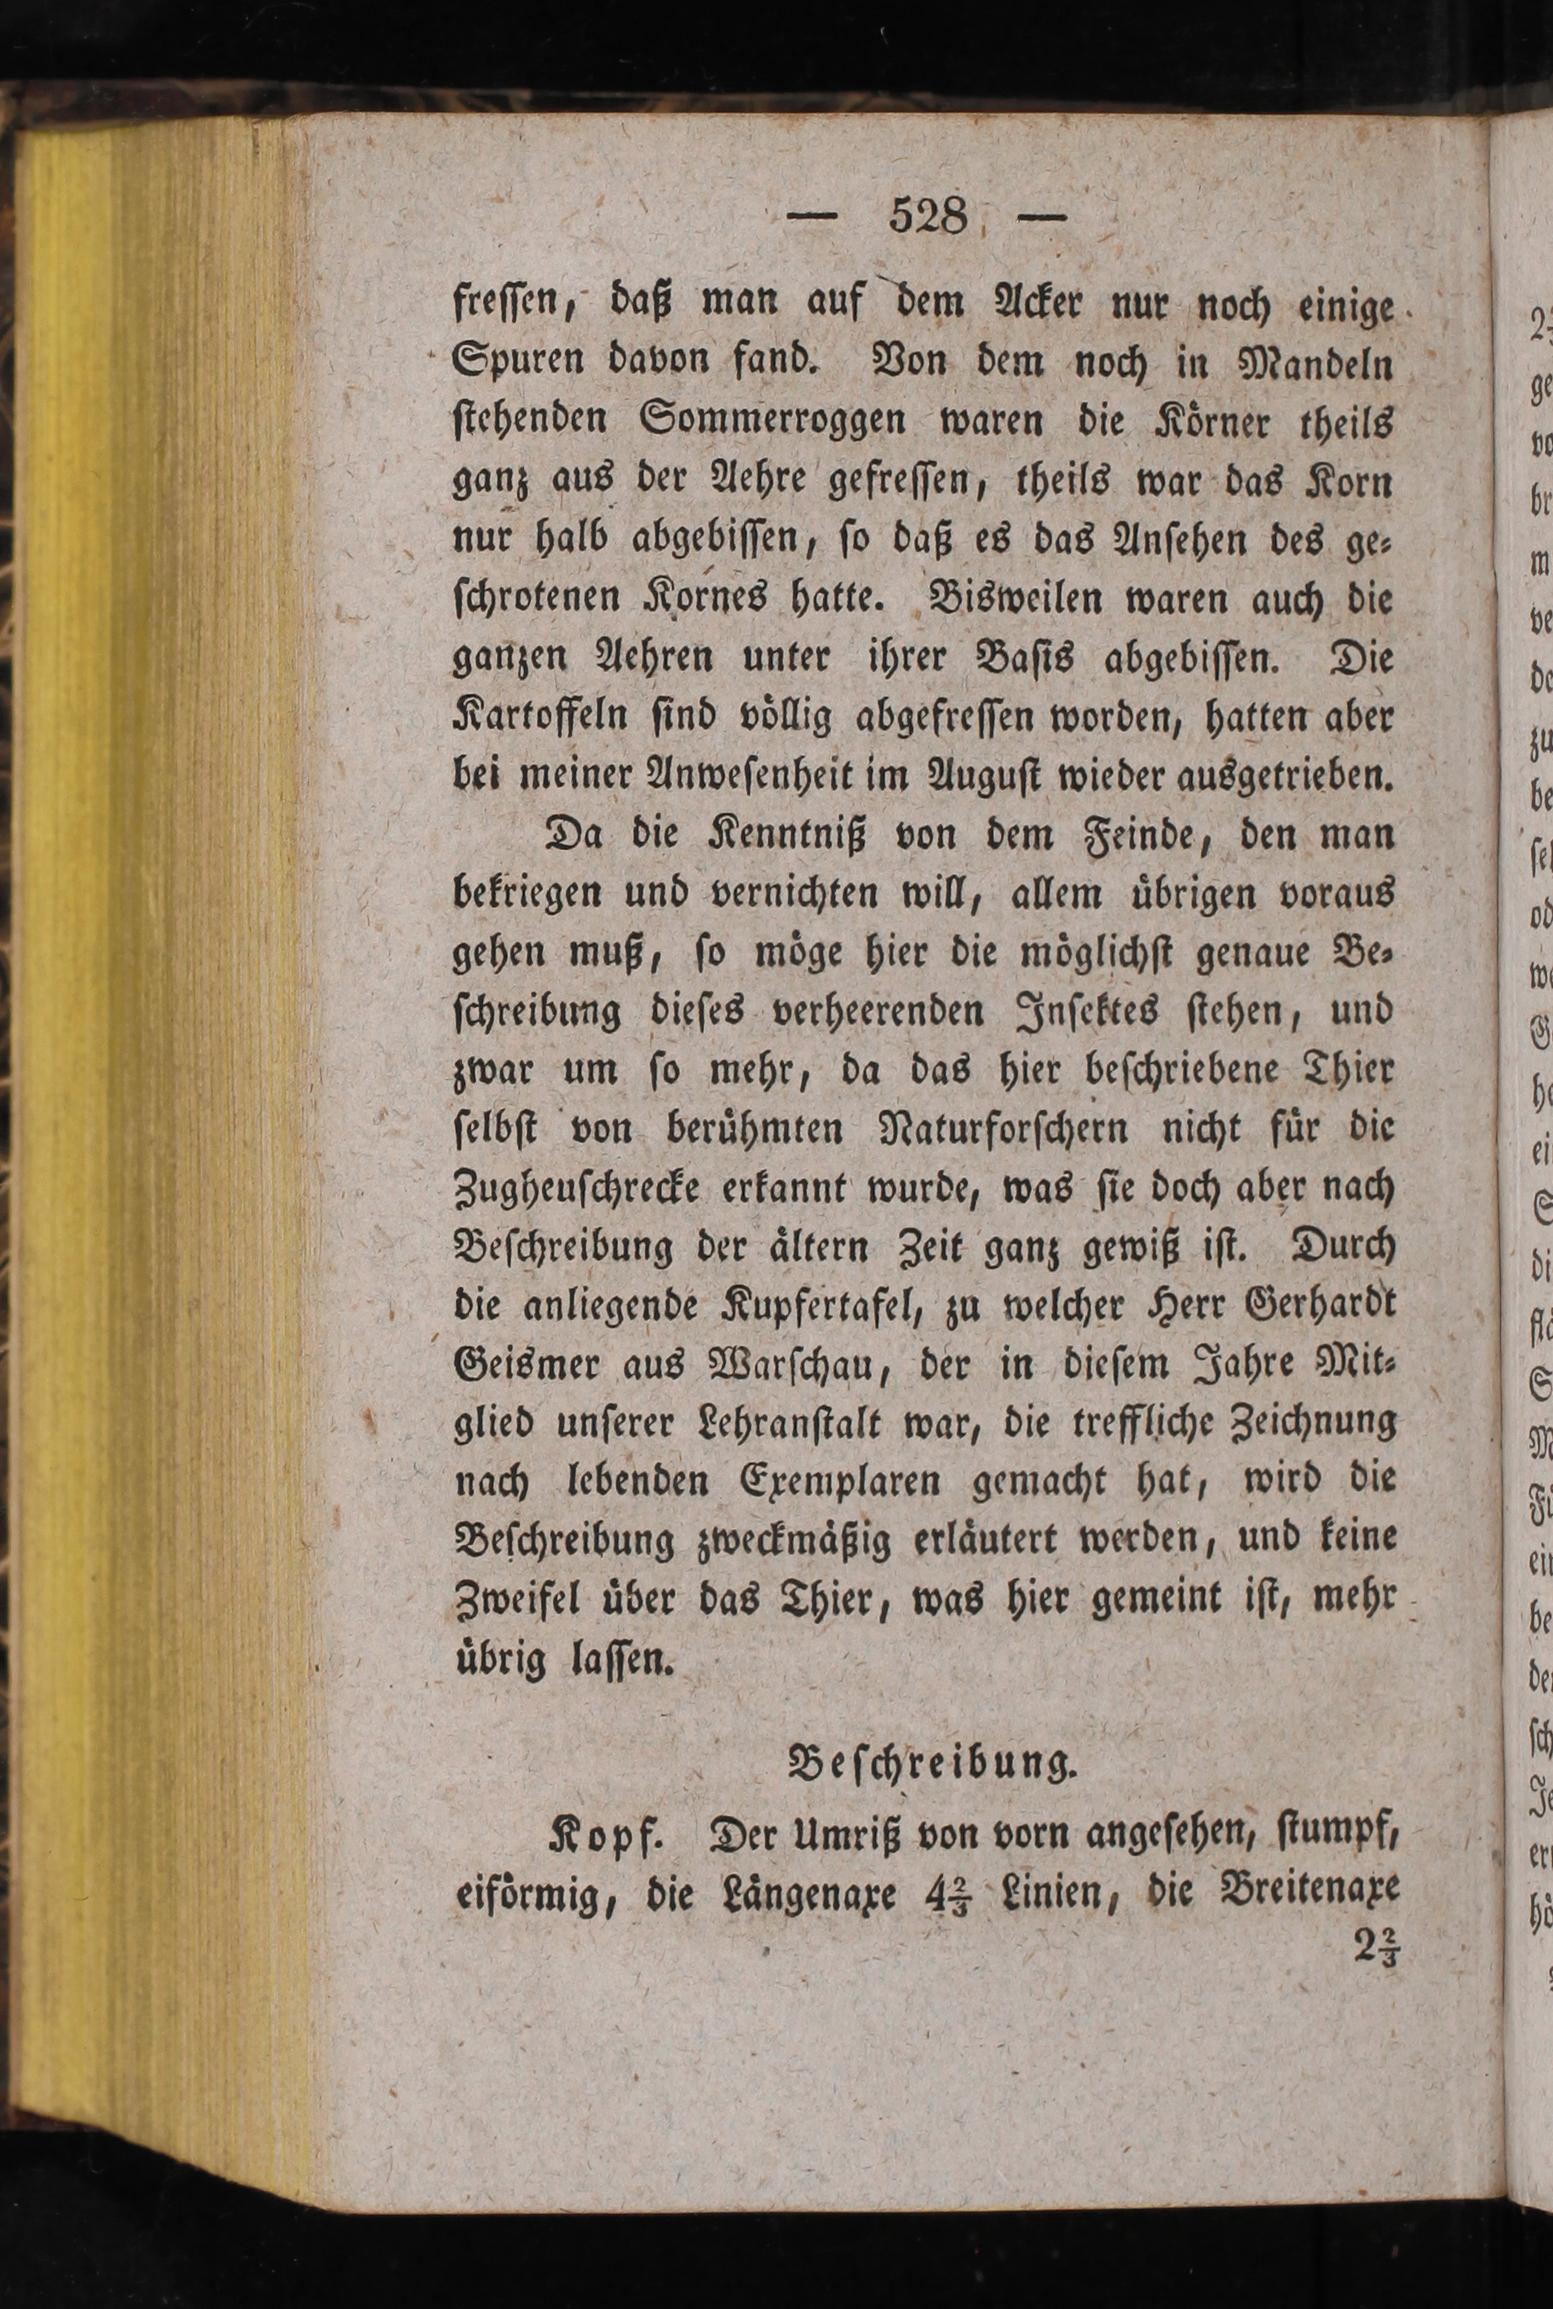 — 528 —
fressen, daß man auf dem Acker nur noch einige
Spuren davon fand. Von dem noch in Mandeln
stehenden Sommerroggen waren die Körner theils
ganz aus der Aehre gefressen, theils war das Korn
nur halb abgebissen, so daß es das Ansehen des ge-
schrotenen Kornes hatte. Bisweilen waren auch die
ganzen Aehren unter ihrer Basis abgebissen. Die
Kartoffeln sind völlig abgefressen worden, hatten aber
bei meiner Anwesenheit im August wieder ausgetrieben.
Da die Kenntniß von dem Feinde, den man
bekriegen und vernichten will, allem übrigen voraus
gehen muß, so möge hier die möglichst genaue Be-
schreibung dieses verheerenden Insektes stehen, und
zwar um so mehr, da das hier beschriebene Thier
selbst von berühmten Naturforschern nicht für die
Zugheuschrecke erkannt wurde, was sie doch aber nach
Beschreibung der ältern Zeit ganz gewiß ist. Durch
die anliegende Kupfertafel, zu welcher Herr Gerhardt
Geismer aus Warschau, der in diesem Jahre Mit-
glied unserer Lehranstalt war, die treffliche Zeichnung
nach lebenden Exemplaren gemacht hat, wird die
Beschreibung zweckmäßig erläutert werden, und keine
Zweifel über das Thier, was hier gemeint ist, mehr
übrig lassen.
Beschreibung.
Kopf. Der Umriß von vorn angesehen, stumpf,
eiförmig, die Längenaxe 4⅔ Linien, die Breitenaxe
2⅔